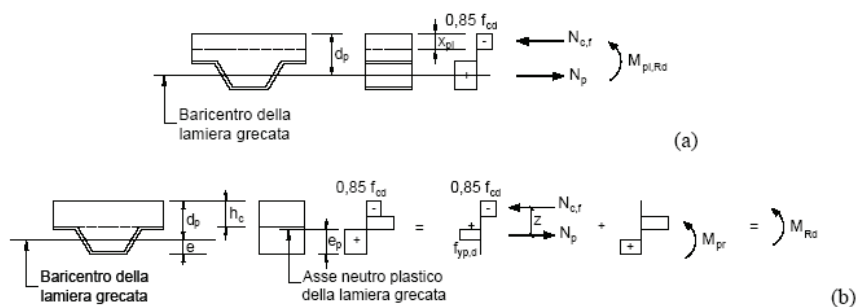 0,85 f_cd
d_p
x_pl
-
+
N_c,f
N_p
M_pl,Rd
Baricentro della
lamiera grecata
(a)
d_p
h_c
e
0,85 f_cd
-
+
e_p
=
0,85 f_cd
-
+
f_yp,d
N_c,f
z
N_p
+
+
M_pr
=
M_Rd
Baricentro della
lamiera grecata
Asse neutro plastico
della lamiera grecata
(b)